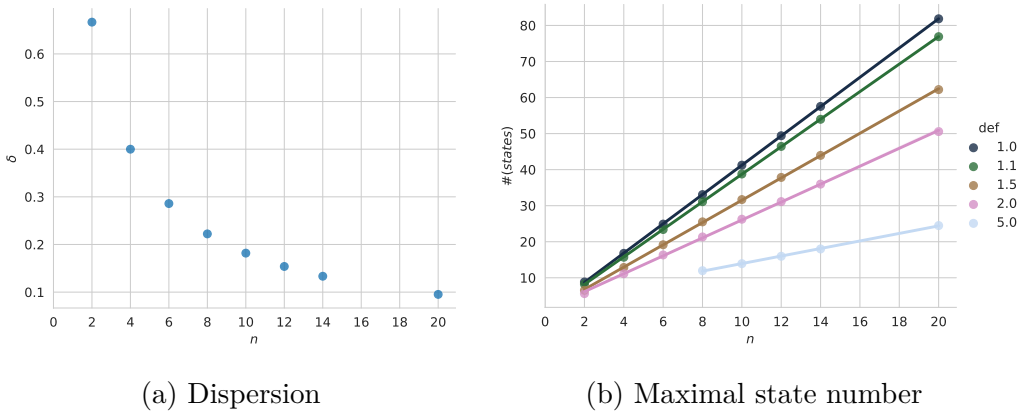 0.6
0.5
0.4
0.3
0.2
0.1
δ
0 2 4 6 8 10 12 14 16 18 20
n
(a) Dispersion
80
70
60
50
40
30
20
10
#(states)
0 2 4 6 8 10 12 14 16 18 20
n
def
1.0
1.1
1.5
2.0
5.0
(b) Maximal state number